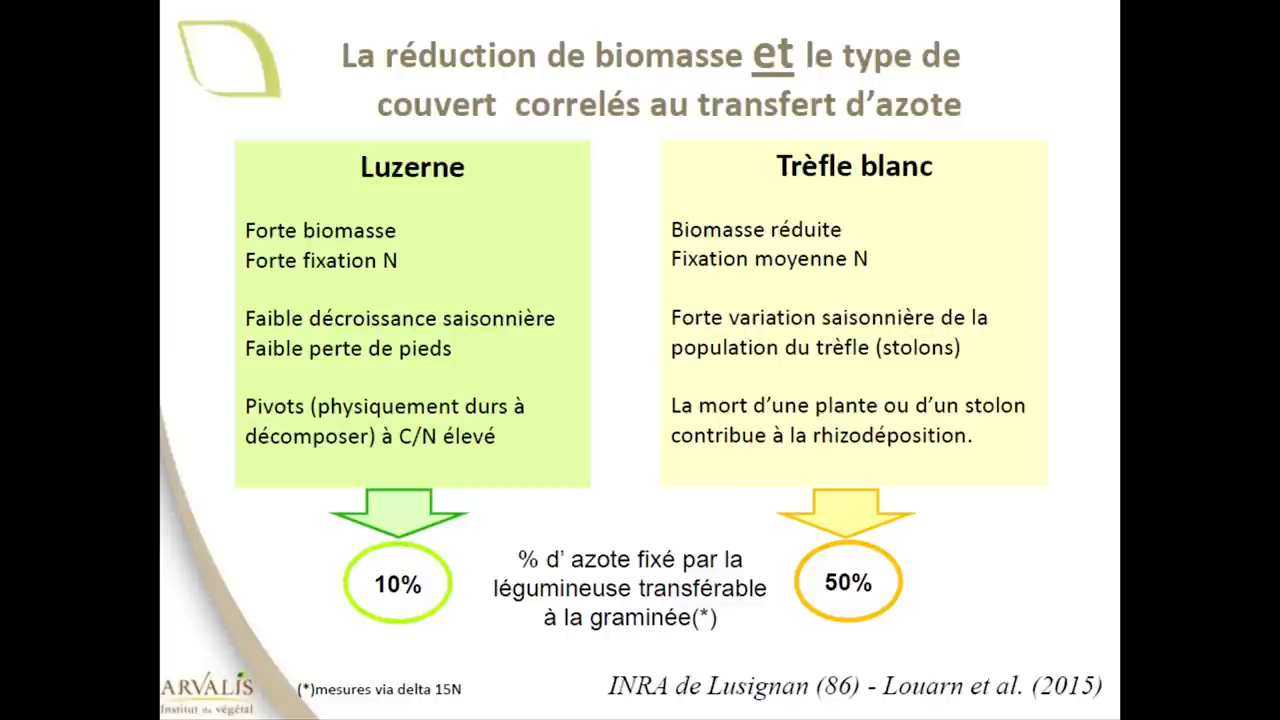 La réduction de biomasse et le type de
couvert correlés au transfert d'azote
Luzerne
Forte biomasse
Forte fixation N
Faible décroissance saisonnière
Faible perte de pieds
Pivots (physiquement durs à
décomposer) à C/N élevé
10%
Trèfle blanc
Biomasse réduite
Fixation moyenne N
Forte variation saisonnière de la
population du trèfle (stolons)
La mort d'une plante ou d'un stolon
contribue à la rhizodéposition.
50%
% d' azote fixé par la
légumineuse transférable
à la graminée(*)
ARVALIS
Institut du végétal
(*)mesures via delta 15N
INRA de Lusignan (86) - Louarn et al. (2015)